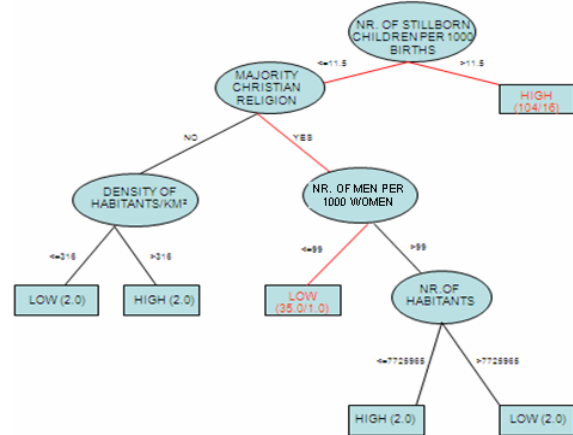 NR. OF STILLBORN
CHILDREN PER 1000
BIRTHS
<=11.5
>11.5
MAJORITY
CHRISTIAN
RELIGION
HIGH
(104/16)
NO
YES
DENSITY OF
HABITANTS/KM²
NR. OF MEN PER
1000 WOMEN
<=316
>316
<=99
>99
LOW (2.0)
HIGH (2.0)
LOW
(35.0/1.0)
NR.OF
HABITANTS
<=7725965
>7725965
HIGH (2.0)
LOW (2.0)